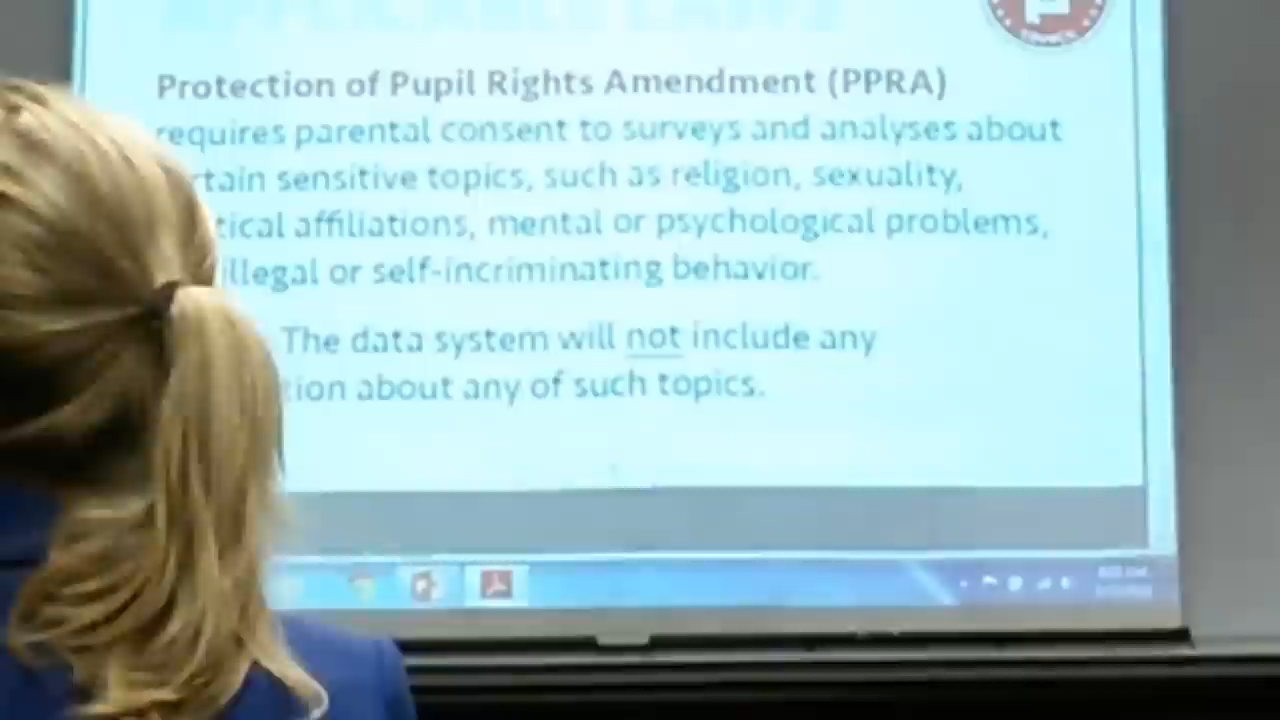 Protection of Pupil Rights Amendment (PPRA)
requires parental consent to surveys and analyses about
rtain sensitive topics, such as religion, sexuality,
tical affiliations, mental or psychological problems,
illegal or self-incriminating behavior.
The data system will not include any
tion about any of such topics.